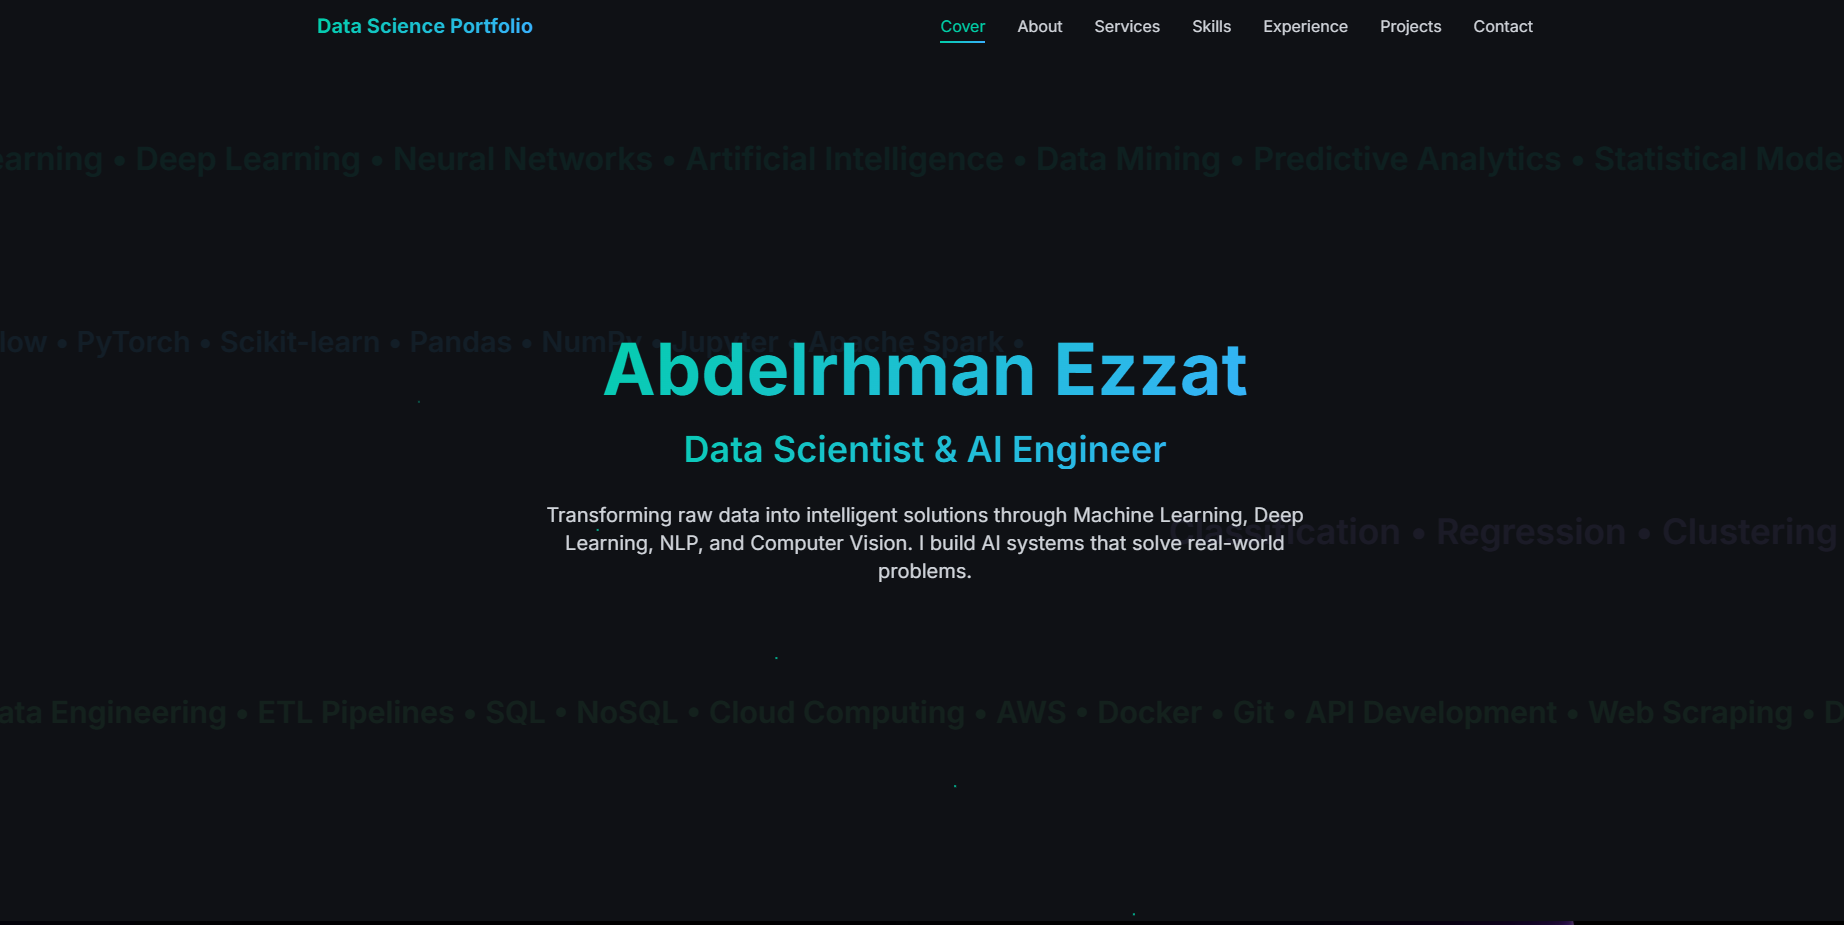 Data Science Portfolio
Cover About Services Skills Experience Projects Contact
earning • Deep Learning • Neural Networks • Artificial Intelligence • Data Mining • Predictive Analytics • Statistical Mode
low • PyTorch • Scikit-learn • Pandas • NumPy • Jupyter • Apache Spark •
Abdelrhman Ezzat
Data Scientist & AI Engineer
Transforming raw data into intelligent solutions through Machine Learning, Deep
Learning, NLP, and Computer Vision. I build AI systems that solve real-world
problems.
Classification • Regression • Clustering
ata Engineering • ETL Pipelines • SQL • NoSQL • Cloud Computing • AWS • Docker • Git • API Development • Web Scraping • D